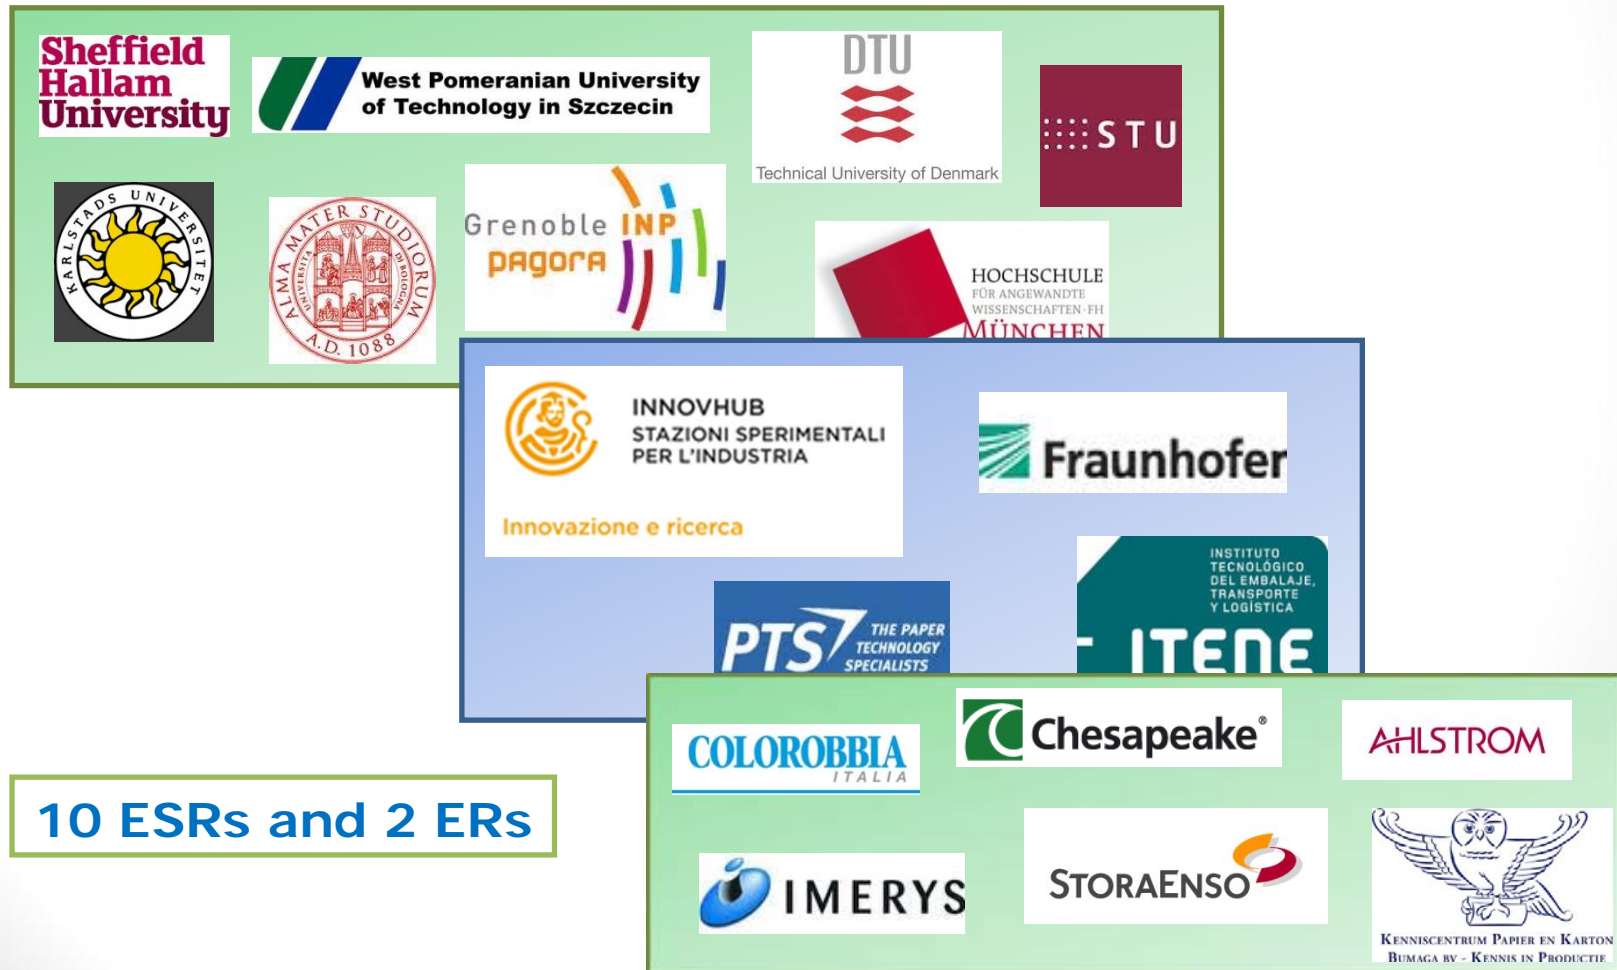 Sheffield
Hallam
University
West Pomeranian University
of Technology in Szczecin
DTU
Technical University of Denmark
STU
KARLSTADS UNIVERSITET
ALMA MATER STUDIORUM
UNIVERSITA DI BOLOGNA
A.D. 1088
Grenoble INP
pagora
HOCHSCHULE
FÜR ANGEWANDTE
WISSENSCHAFTEN-FH
MÜNCHEN
INNOVHUB
STAZIONI SPERIMENTALI
PER L'INDUSTRIA
Innovazione e ricerca
Fraunhofer
PTS
THE PAPER
TECHNOLOGY
SPECIALISTS
INSTITUTO
TECNOLÓGICO
DEL EMBALAJE,
TRANSPORTE
Y LOGÍSTICA
ITENE
COLOROBBIA
ITALIA
Chesapeake®
AHLSTROM
IMERYS
STORAENSO
KENNISCENTRUM PAPIER EN KARTON
BUMAGA BV - KENNIS IN PRODUCTIE
10 ESRs and 2 ERs